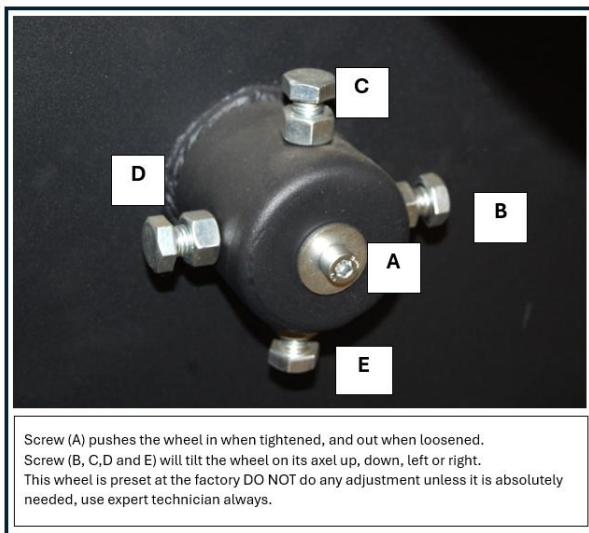 C
D
B
A
E
Screw (A) pushes the wheel in when tightened, and out when loosened.
Screw (B, C,D and E) will tilt the wheel on its axel up, down, left or right.
This wheel is preset at the factory DO NOT do any adjustment unless it is absolutely
needed, use expert technician always.